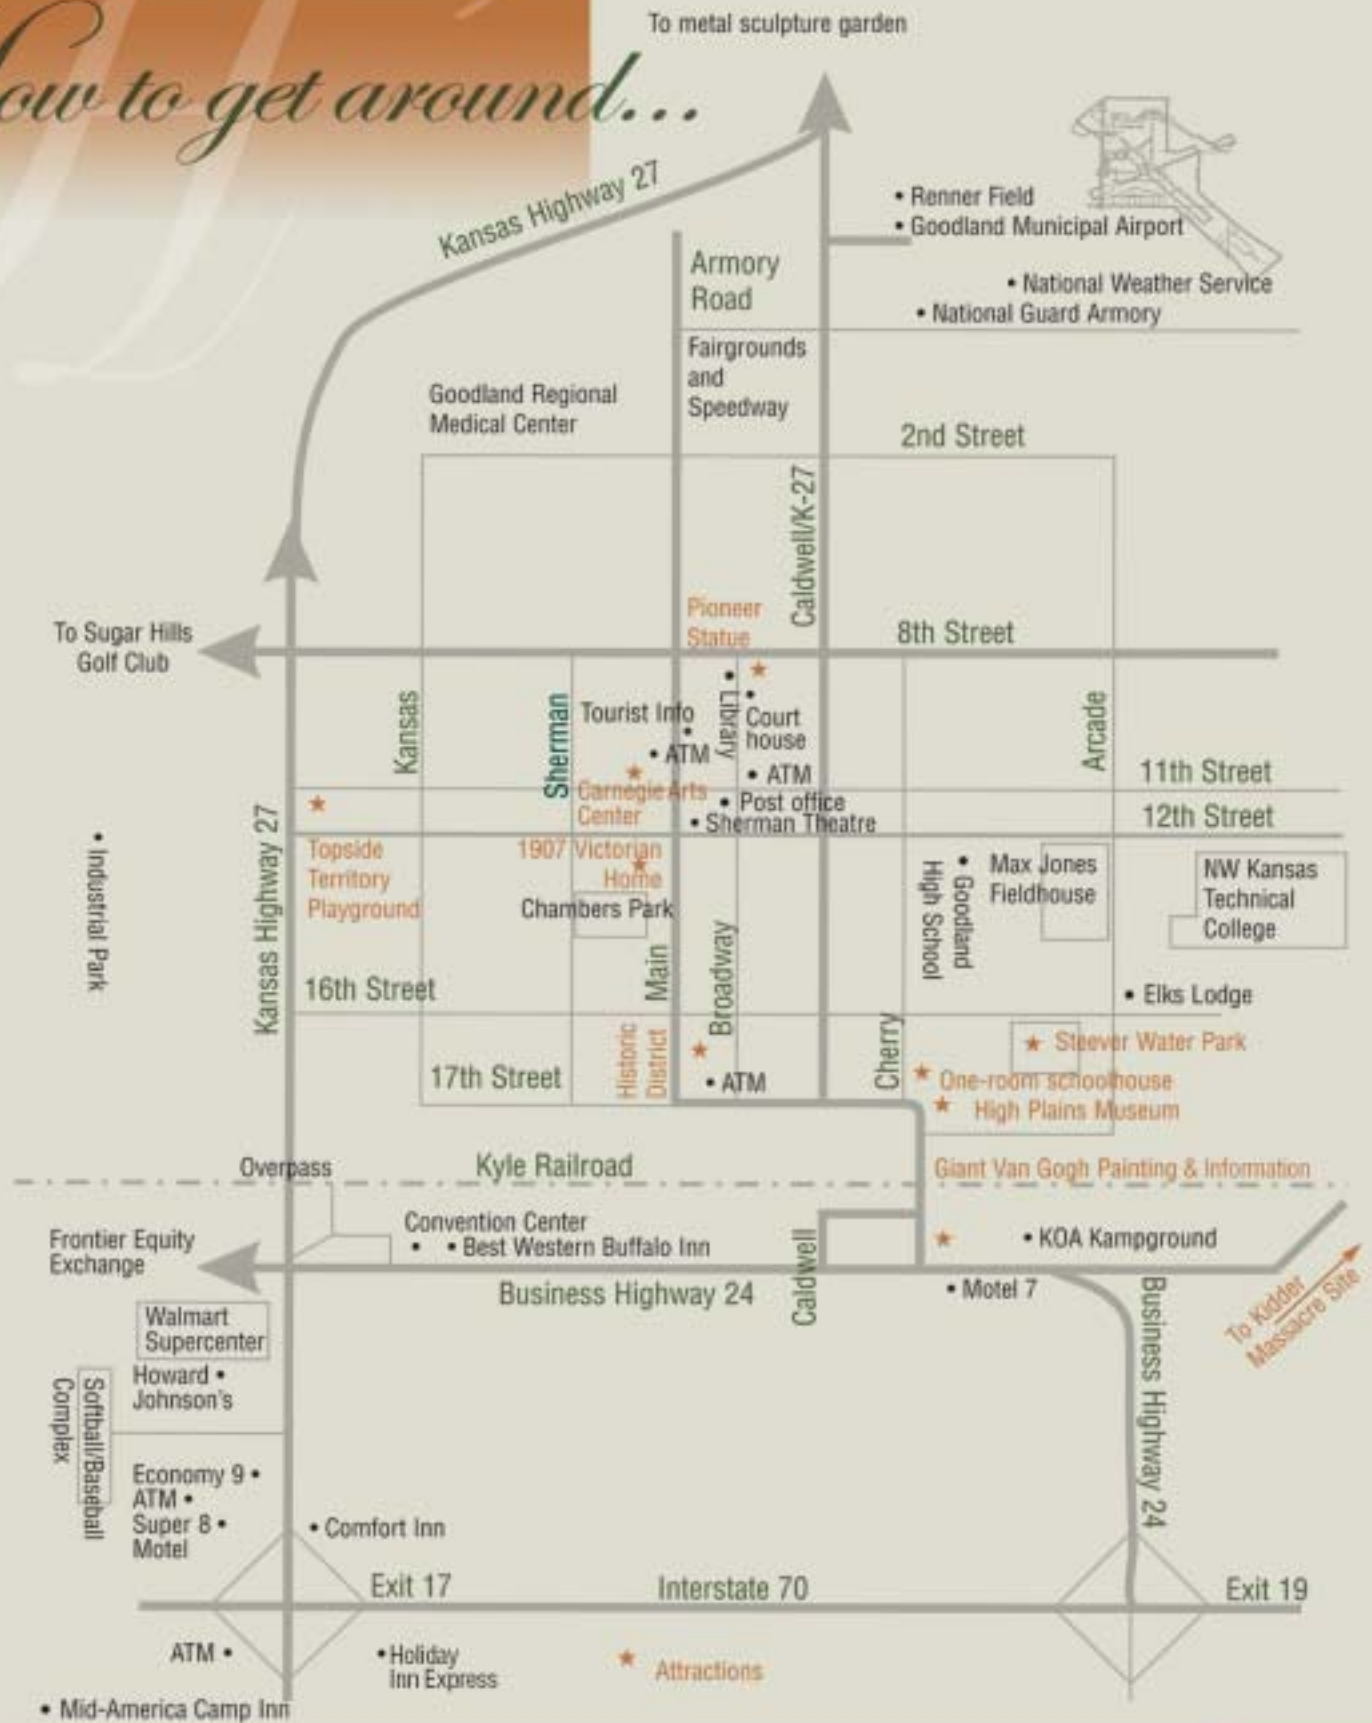 ow to get around...
To metal sculpture garden
Kansas Highway 27
• Renner Field
• Goodland Municipal Airport
Armory
Road
• National Weather Service
• National Guard Armory
Fairgrounds
and
Speedway
Goodland Regional
Medical Center
2nd Street
Caldwell/K-27
Pioneer
Statue
8th Street
To Sugar Hills
Golf Club
Kansas
Sherman
Tourist Info
• Library
• Court
house
Arcade
• ATM
• ATM
11th Street
Carnegie Arts
Center
• Post office
• Sherman Theatre
12th Street
Kansas Highway 27
• Industrial Park
Topside
Territory
Playground
1907 Victorian
Home
Chambers Park
• Goodland
High School
Max Jones
Fieldhouse
NW Kansas
Technical
College
Main
Broadway
16th Street
• Elks Lodge
Historic
District
Cherry
Steever Water Park
17th Street
• ATM
One-room schoolhouse
High Plains Museum
Overpass
Kyle Railroad
Giant Van Gogh Painting & Information
Frontier Equity
Exchange
Convention Center
• • Best Western Buffalo Inn
Caldwell
• KOA Kampground
Business Highway 24
• Motel 7
To Kidder
Massacre Site
Walmart
Supercenter
Howard •
Johnson's
Softball/Baseball
Complex
Business Highway 24
Economy 9 •
ATM •
Super 8 •
Motel
• Comfort Inn
Exit 17
Interstate 70
Exit 19
ATM •
• Holiday
Inn Express
Attractions
• Mid-America Camp Inn